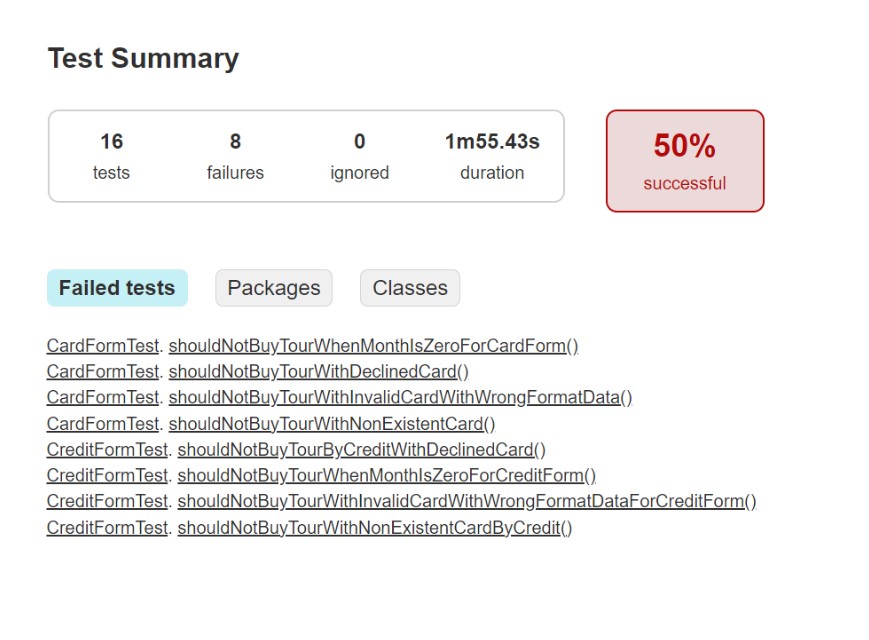 Test Summary
16 8 0 1m55.43s
tests failures ignored duration
50%
successful
Failed tests Packages Classes
CardFormTest. shouldNotBuyTourWhenMonthIsZeroForCardForm()
CardFormTest. shouldNotBuyTourWithDeclinedCard()
CardFormTest. shouldNotBuyTourWithInvalidCardWithWrongFormatData()
CardFormTest. shouldNotBuyTourWithNonExistentCard()
CreditFormTest. shouldNotBuyTourByCreditWithDeclinedCard()
CreditFormTest. shouldNotBuyTourWhenMonthIsZeroForCreditForm()
CreditFormTest. shouldNotBuyTourWithInvalidCardWithWrongFormatDataForCreditForm()
CreditFormTest. shouldNotBuyTourWithNonExistentCardByCredit()